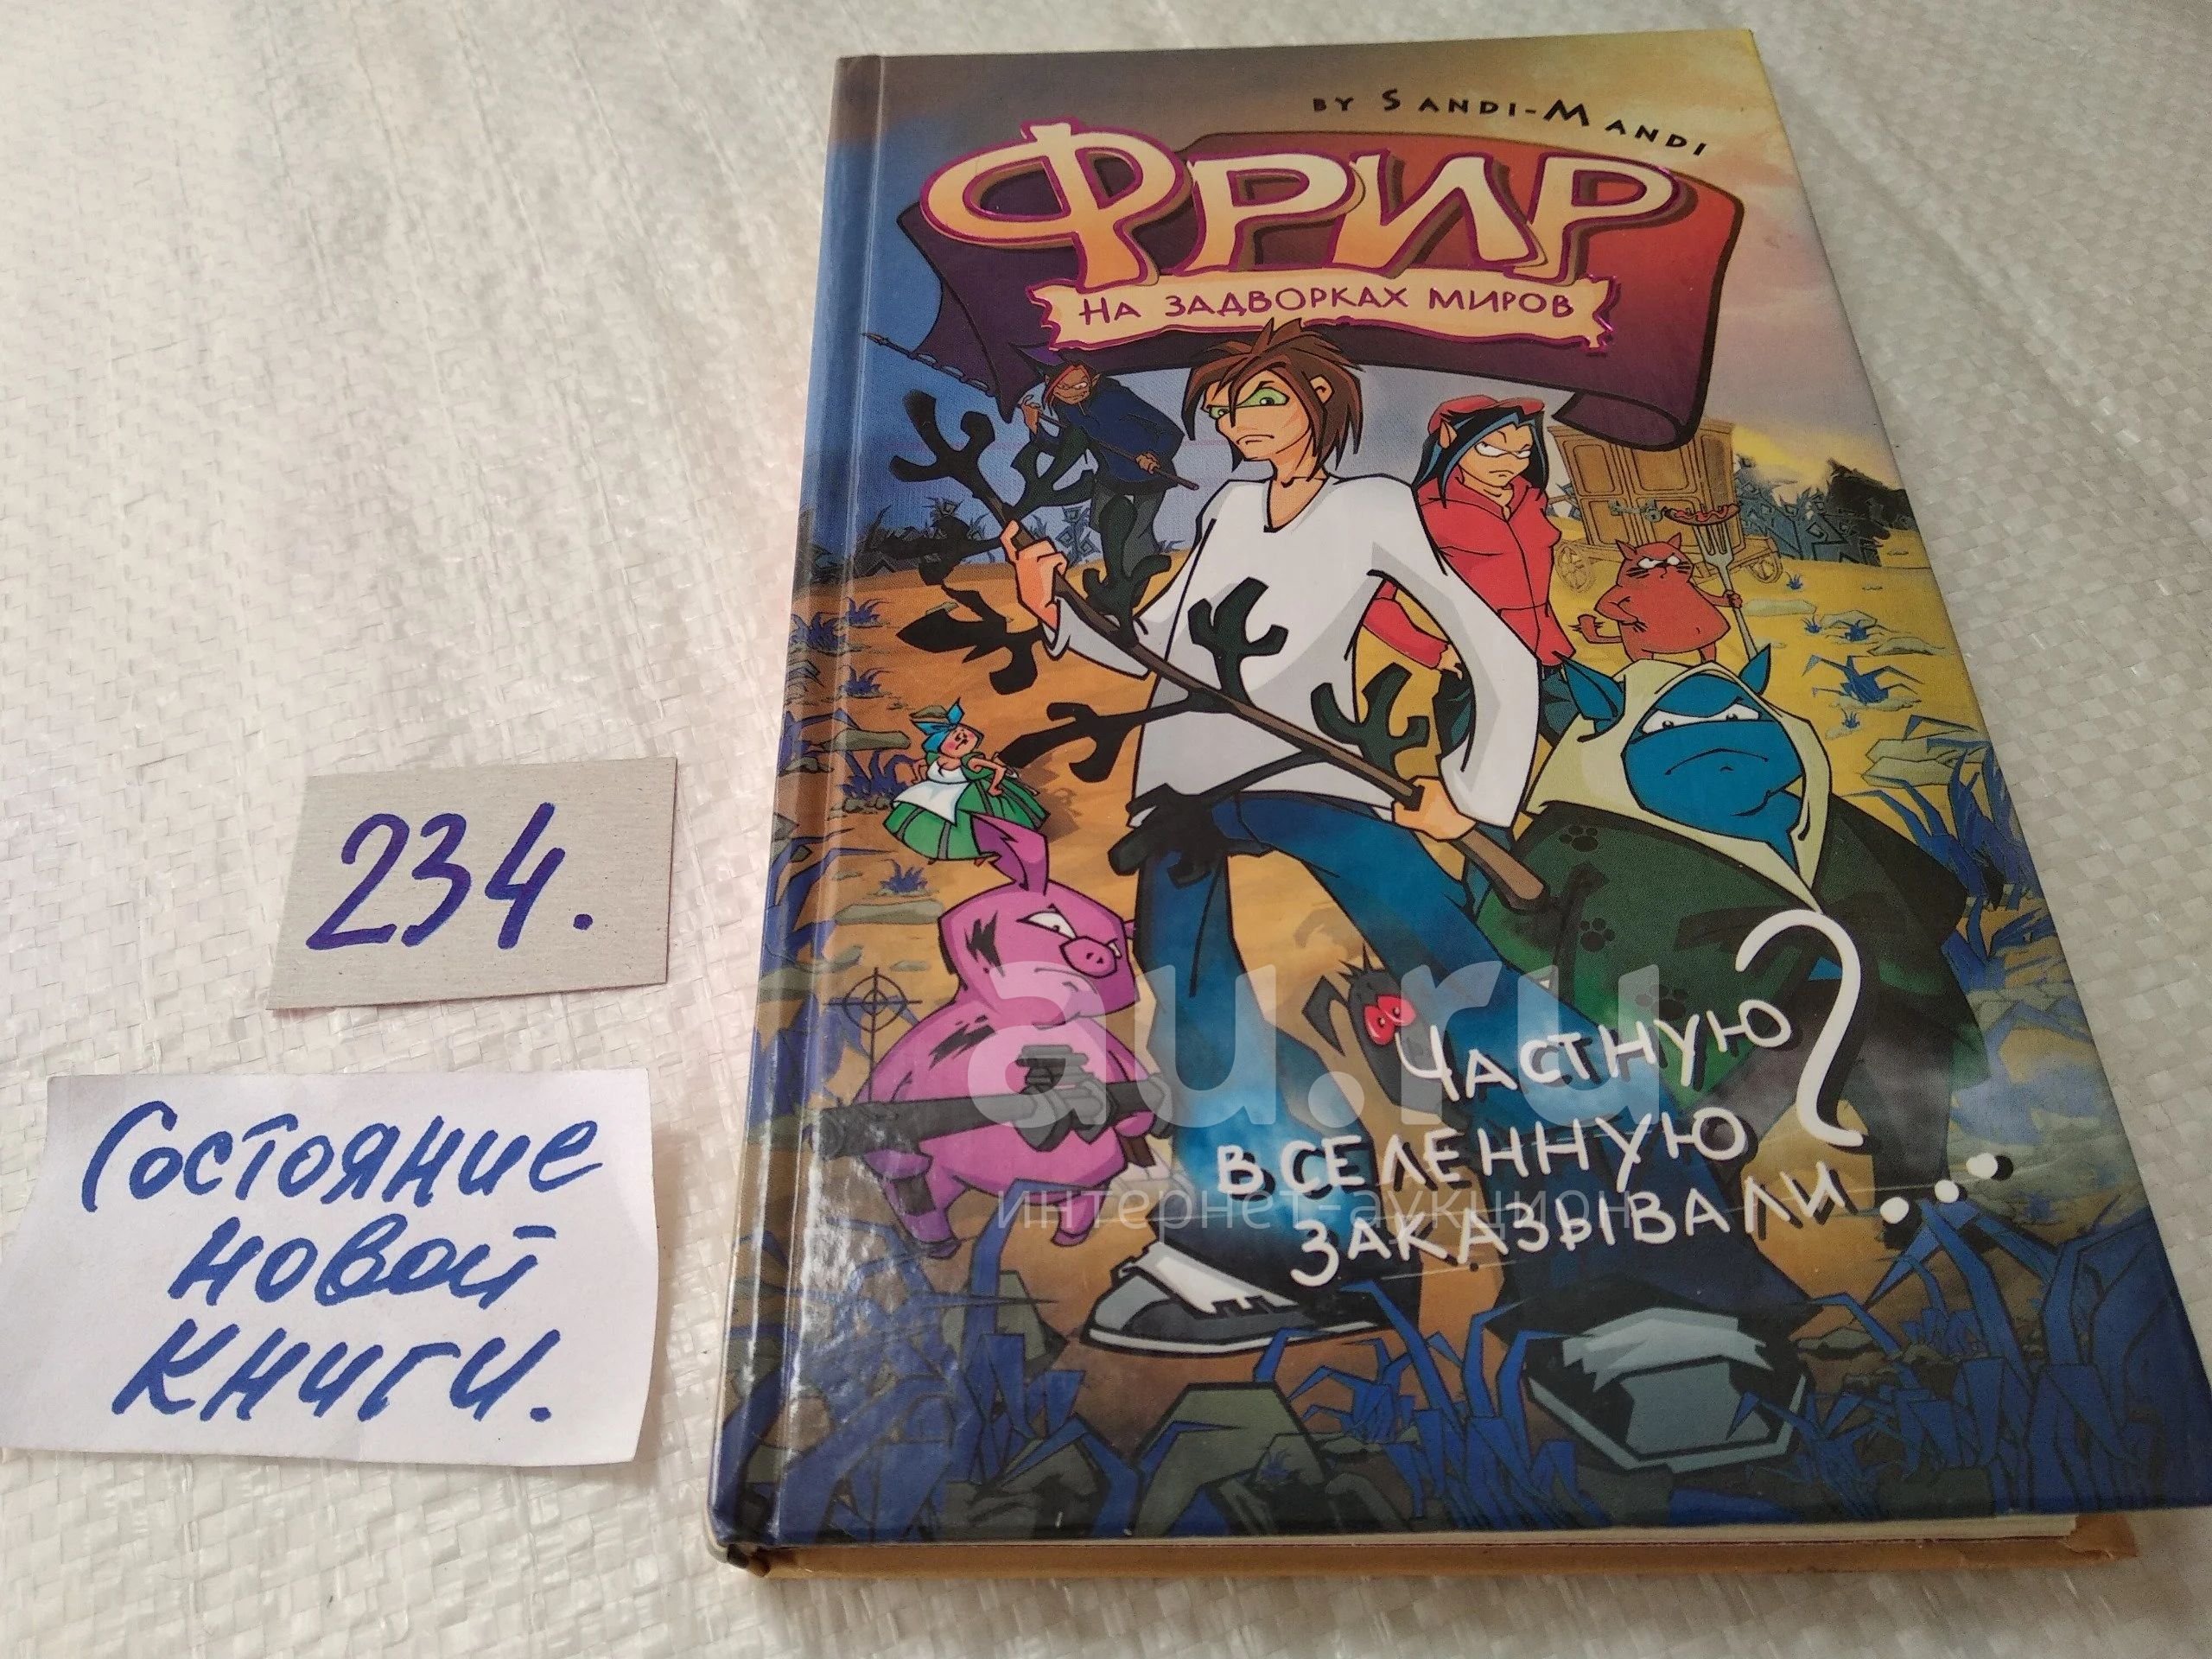 BY SANDI-MANDI
ФРИР
НА ЗАДВОРКАХ МИРОВ
234.
Состояние
новой
книги.
ЧАСТНУЮ
ВСЕЛЕННУЮ
ЗАКАЗЫВАЛИ...?
au.ru
интернет-аукцион